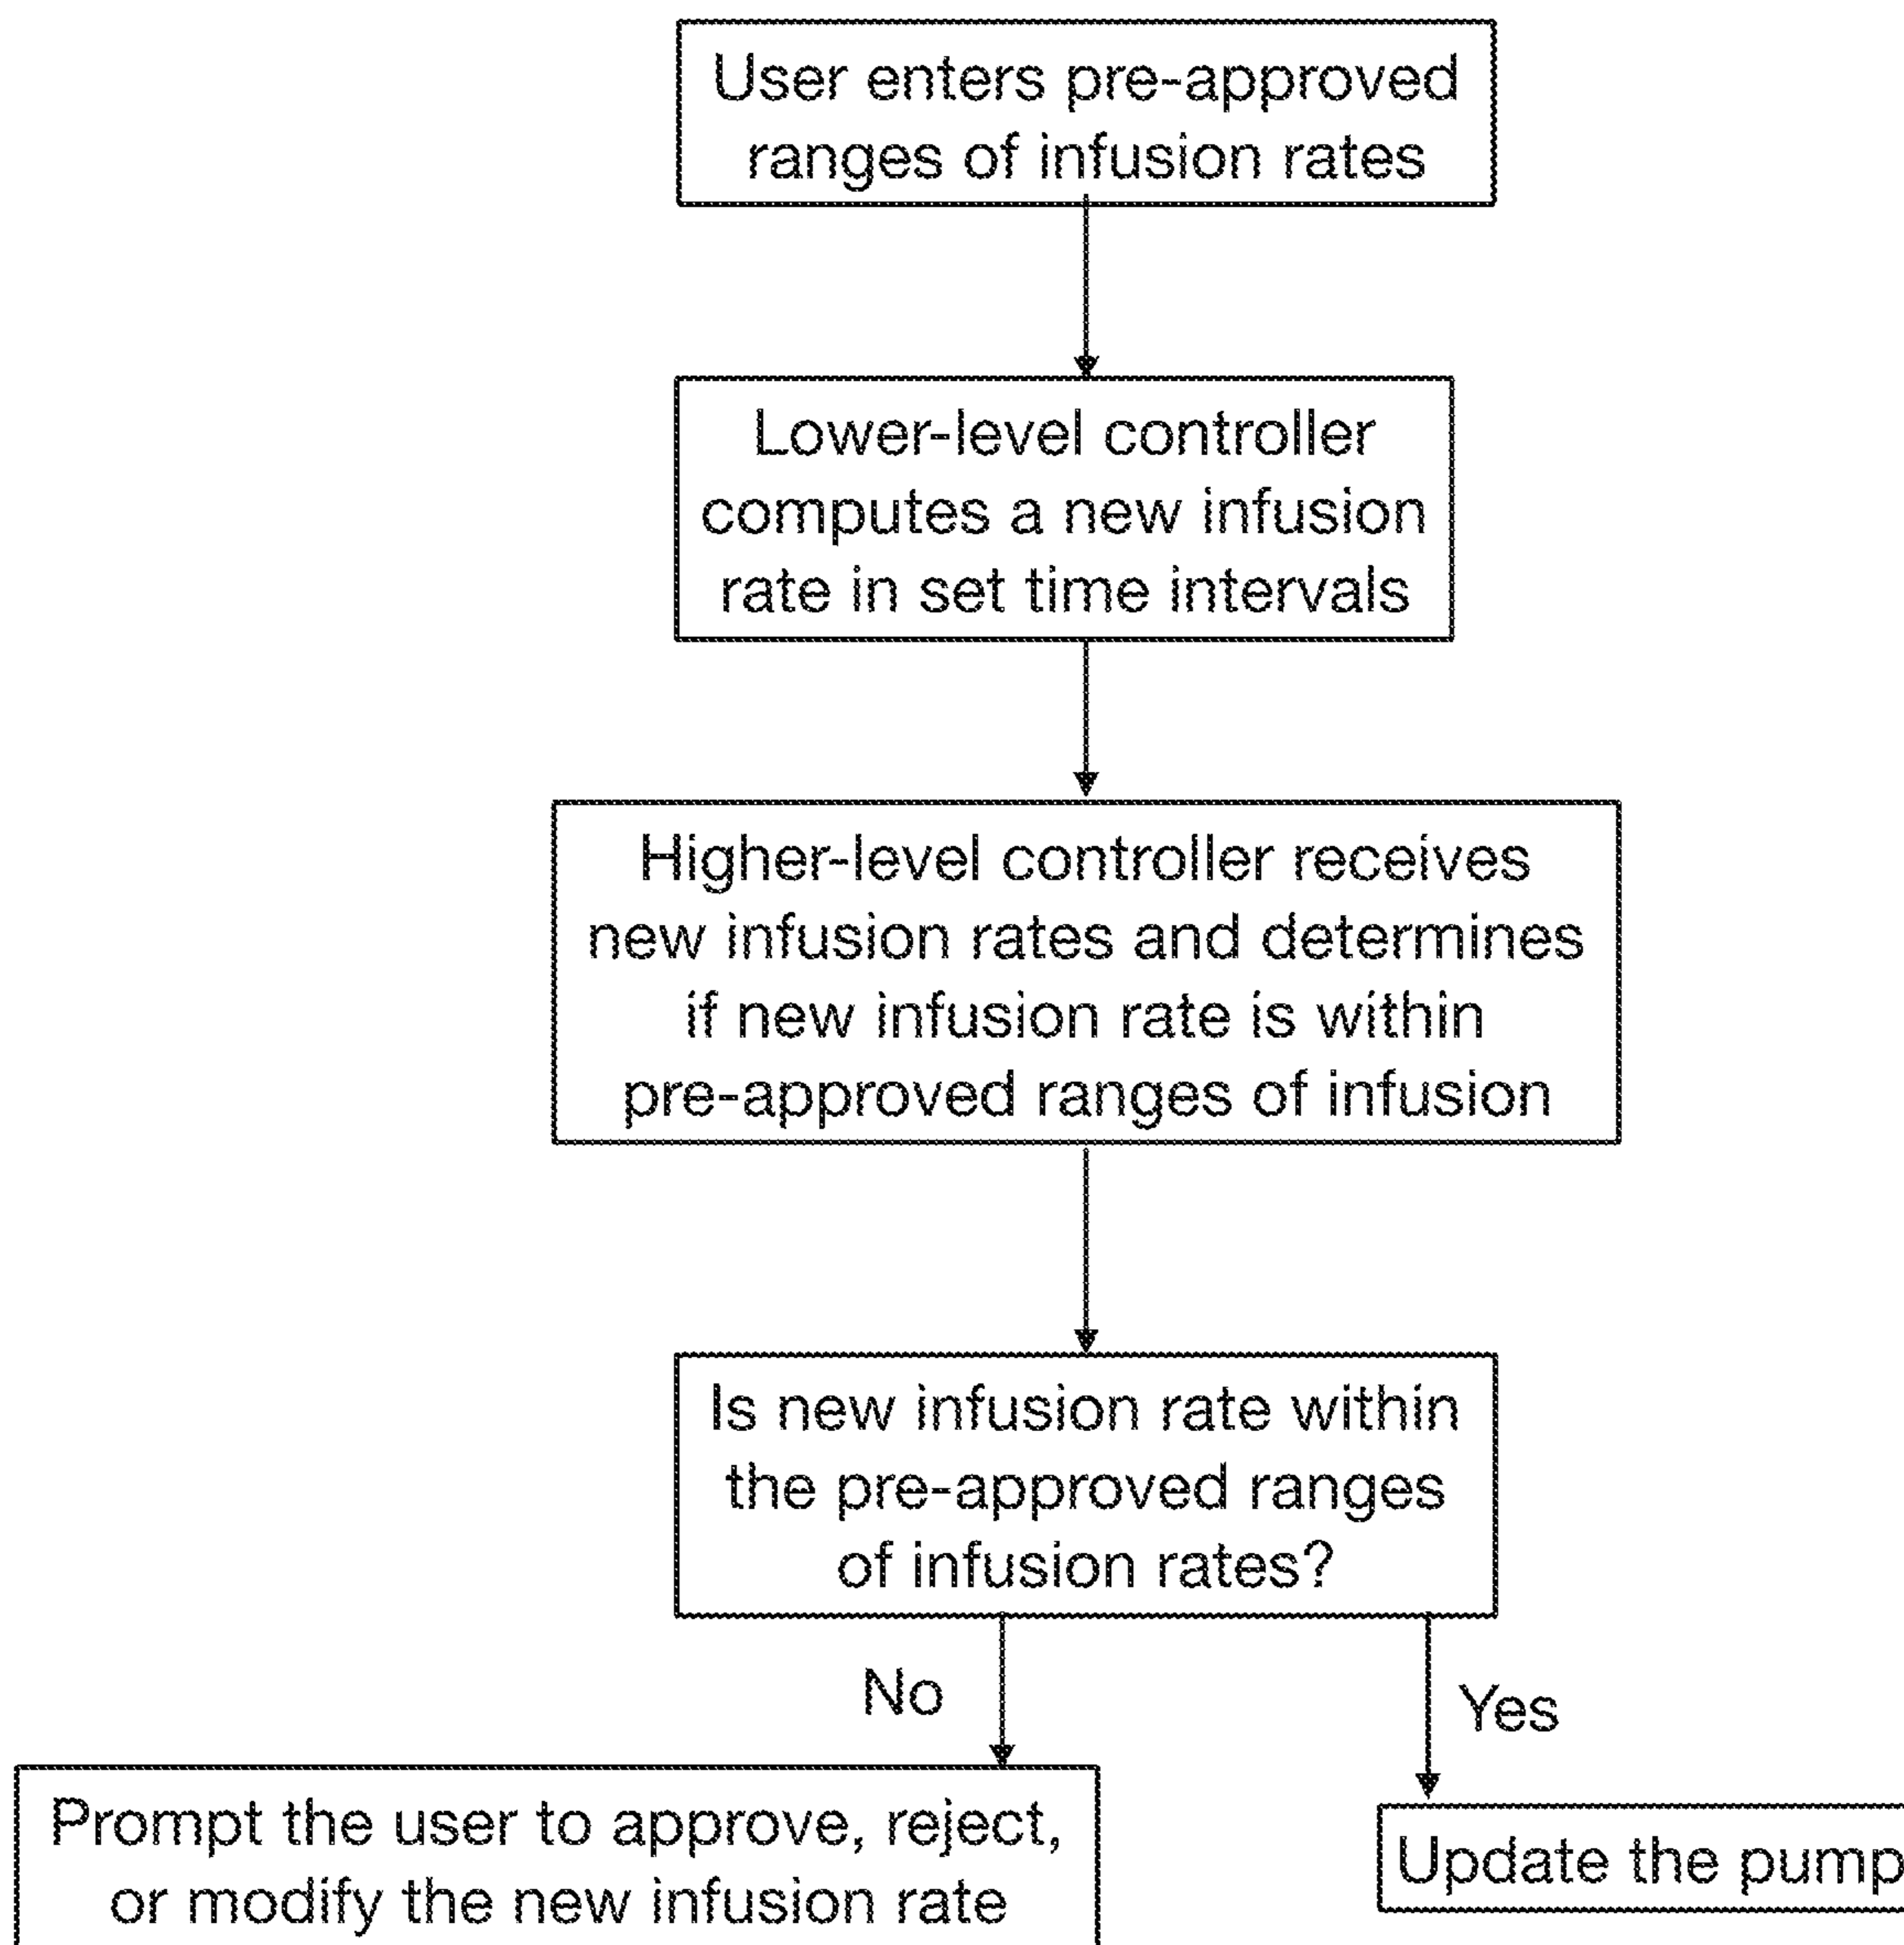 User enters pre-approved
ranges of infusion rates
Lower-level controller
computes a new infusion
rate in set time intervals
Higher-level controller receives
new infusion rates and determines
if new infusion rate is within
pre-approved ranges of infusion
Is new infusion rate within
the pre-approved ranges
of infusion rates?
No
Yes
Prompt the user to approve, reject,
or modify the new infusion rate
Update the pump